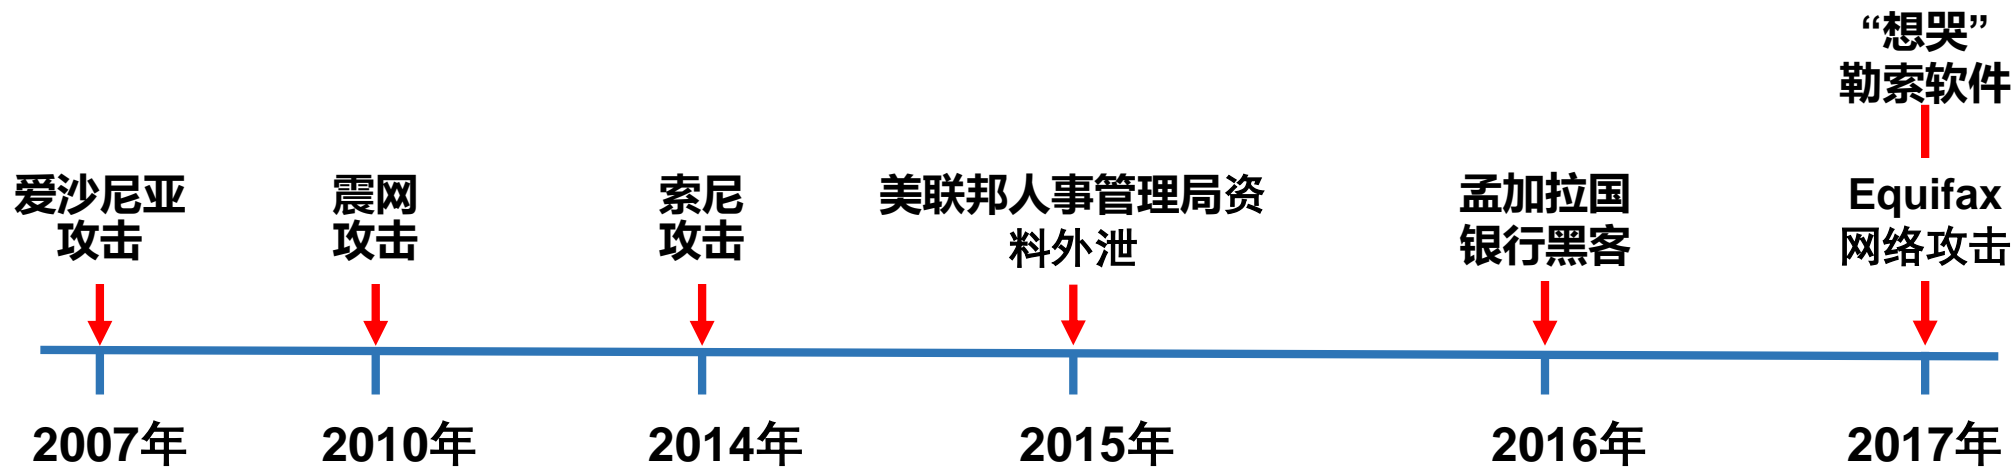 “想哭”
勒索软件
爱沙尼亚
攻击
震网
攻击
索尼
攻击
美联邦人事管理局资
料外泄
孟加拉国
银行黑客
Equifax
网络攻击
2007年
2010年
2014年
2015年
2016年
2017年